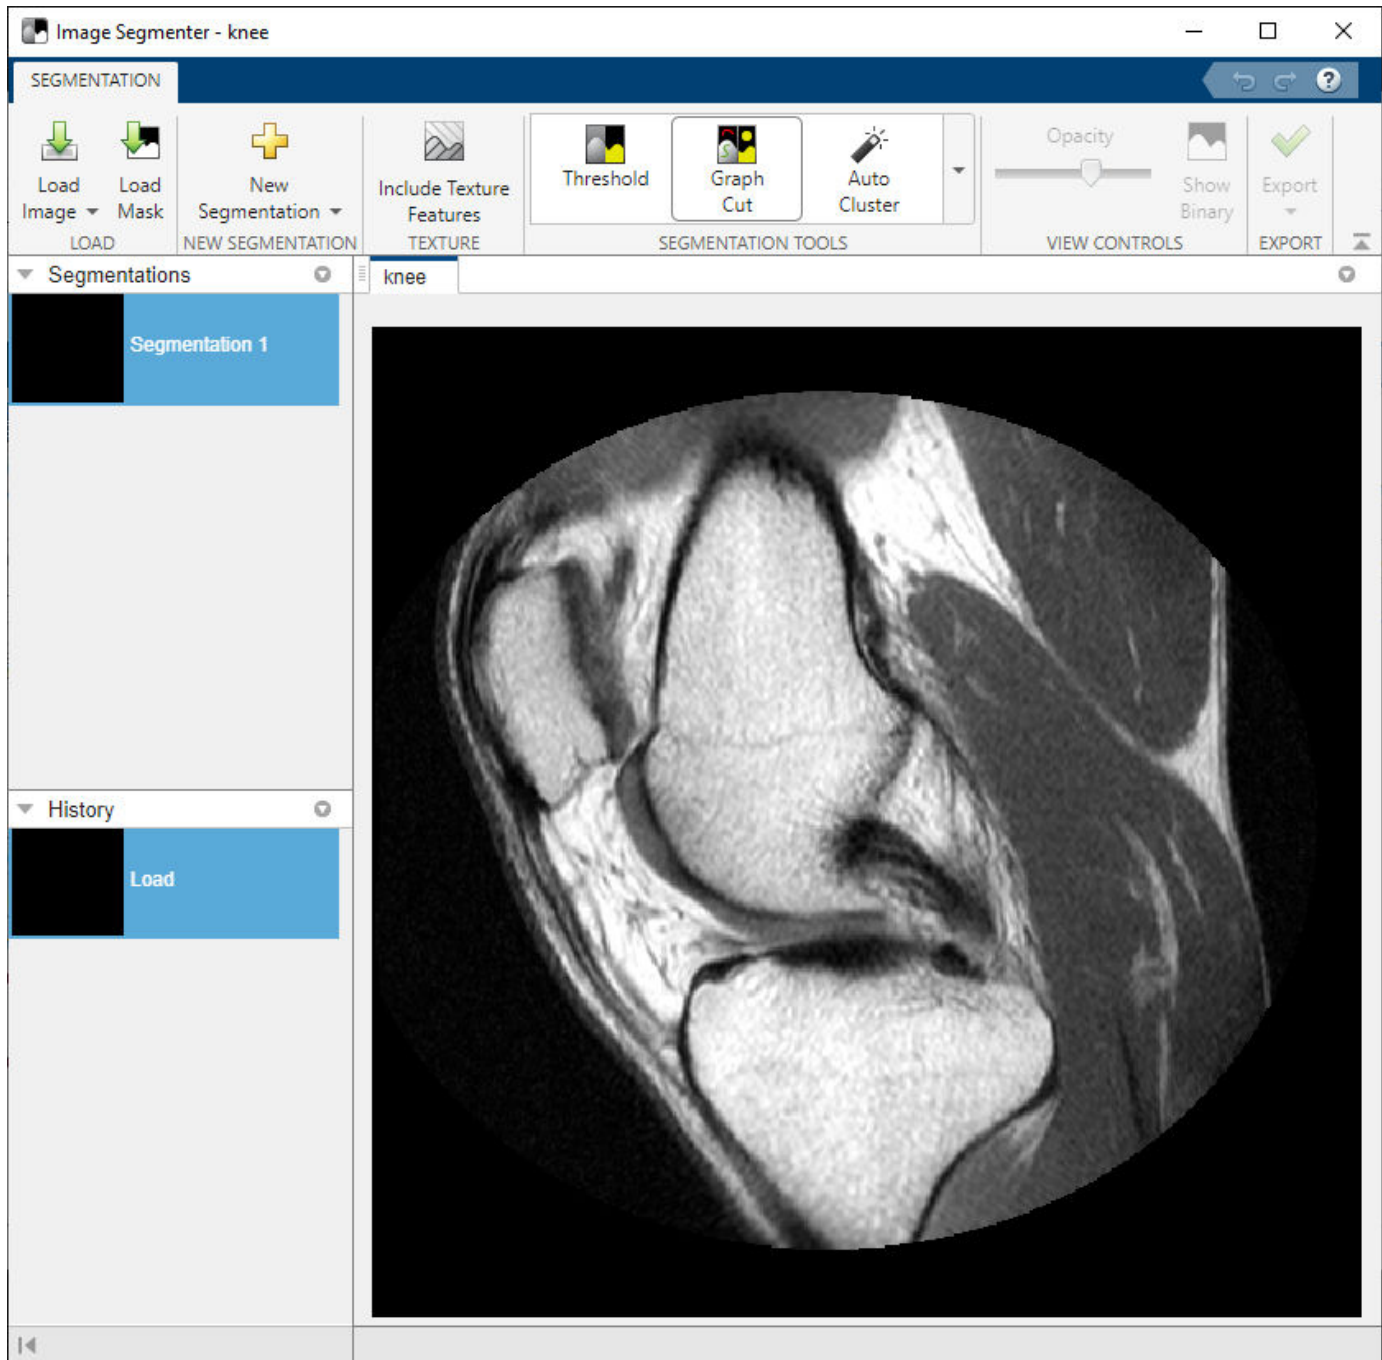 Image Segmenter - knee
SEGMENTATION
Load
Image
Load
Mask
New
Segmentation
Include Texture
Features
Threshold
Graph
Cut
Auto
Cluster
Opacity
Show
Binary
Export
LOAD
NEW SEGMENTATION
TEXTURE
SEGMENTATION TOOLS
VIEW CONTROLS
EXPORT
Segmentations
knee
Segmentation 1
History
Load